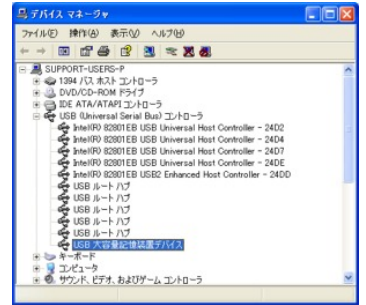 デバイス マネージャ
ファイル(F) 操作(A) 表示(V) ヘルプ(H)
SUPPORT-USERS-P
1394 バス ホスト コントローラ
DVD/CD-ROM ドライブ
IDE ATA/ATAPI コントローラ
USB (Universal Serial Bus) コントローラ
Intel(R) 82801EB USB Universal Host Controller - 24D2
Intel(R) 82801EB USB Universal Host Controller - 24D4
Intel(R) 82801EB USB Universal Host Controller - 24D7
Intel(R) 82801EB USB Universal Host Controller - 24DE
Intel(R) 82801EB USB2 Enhanced Host Controller - 24DD
USB ルート ハブ
USB ルート ハブ
USB ルート ハブ
USB ルート ハブ
USB ルート ハブ
USB 大容量記憶装置デバイス
キーボード
コンピュータ
サウンド、ビデオ、およびゲーム コントローラ